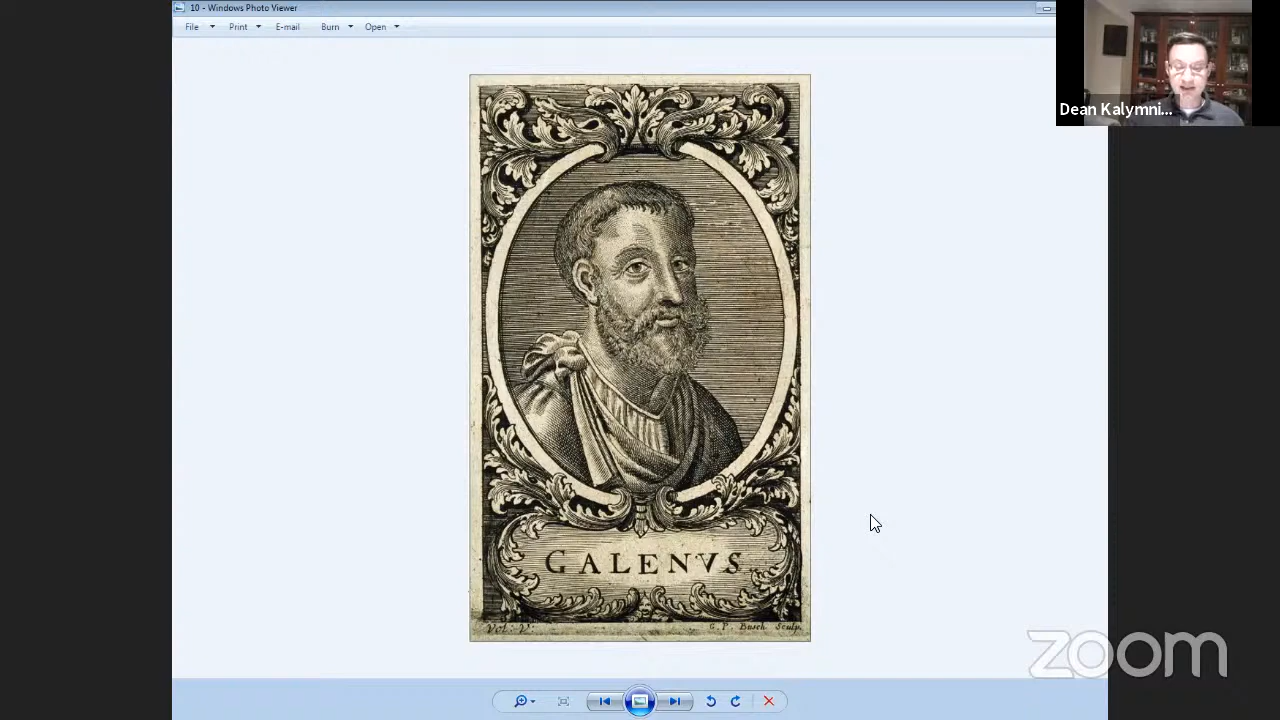 10 - Windows Photo Viewer
File Print E-mail Burn Open
Dean Kalymni...
GALENVS
Vol: V:
G. P. Busch Sculp.
zoom